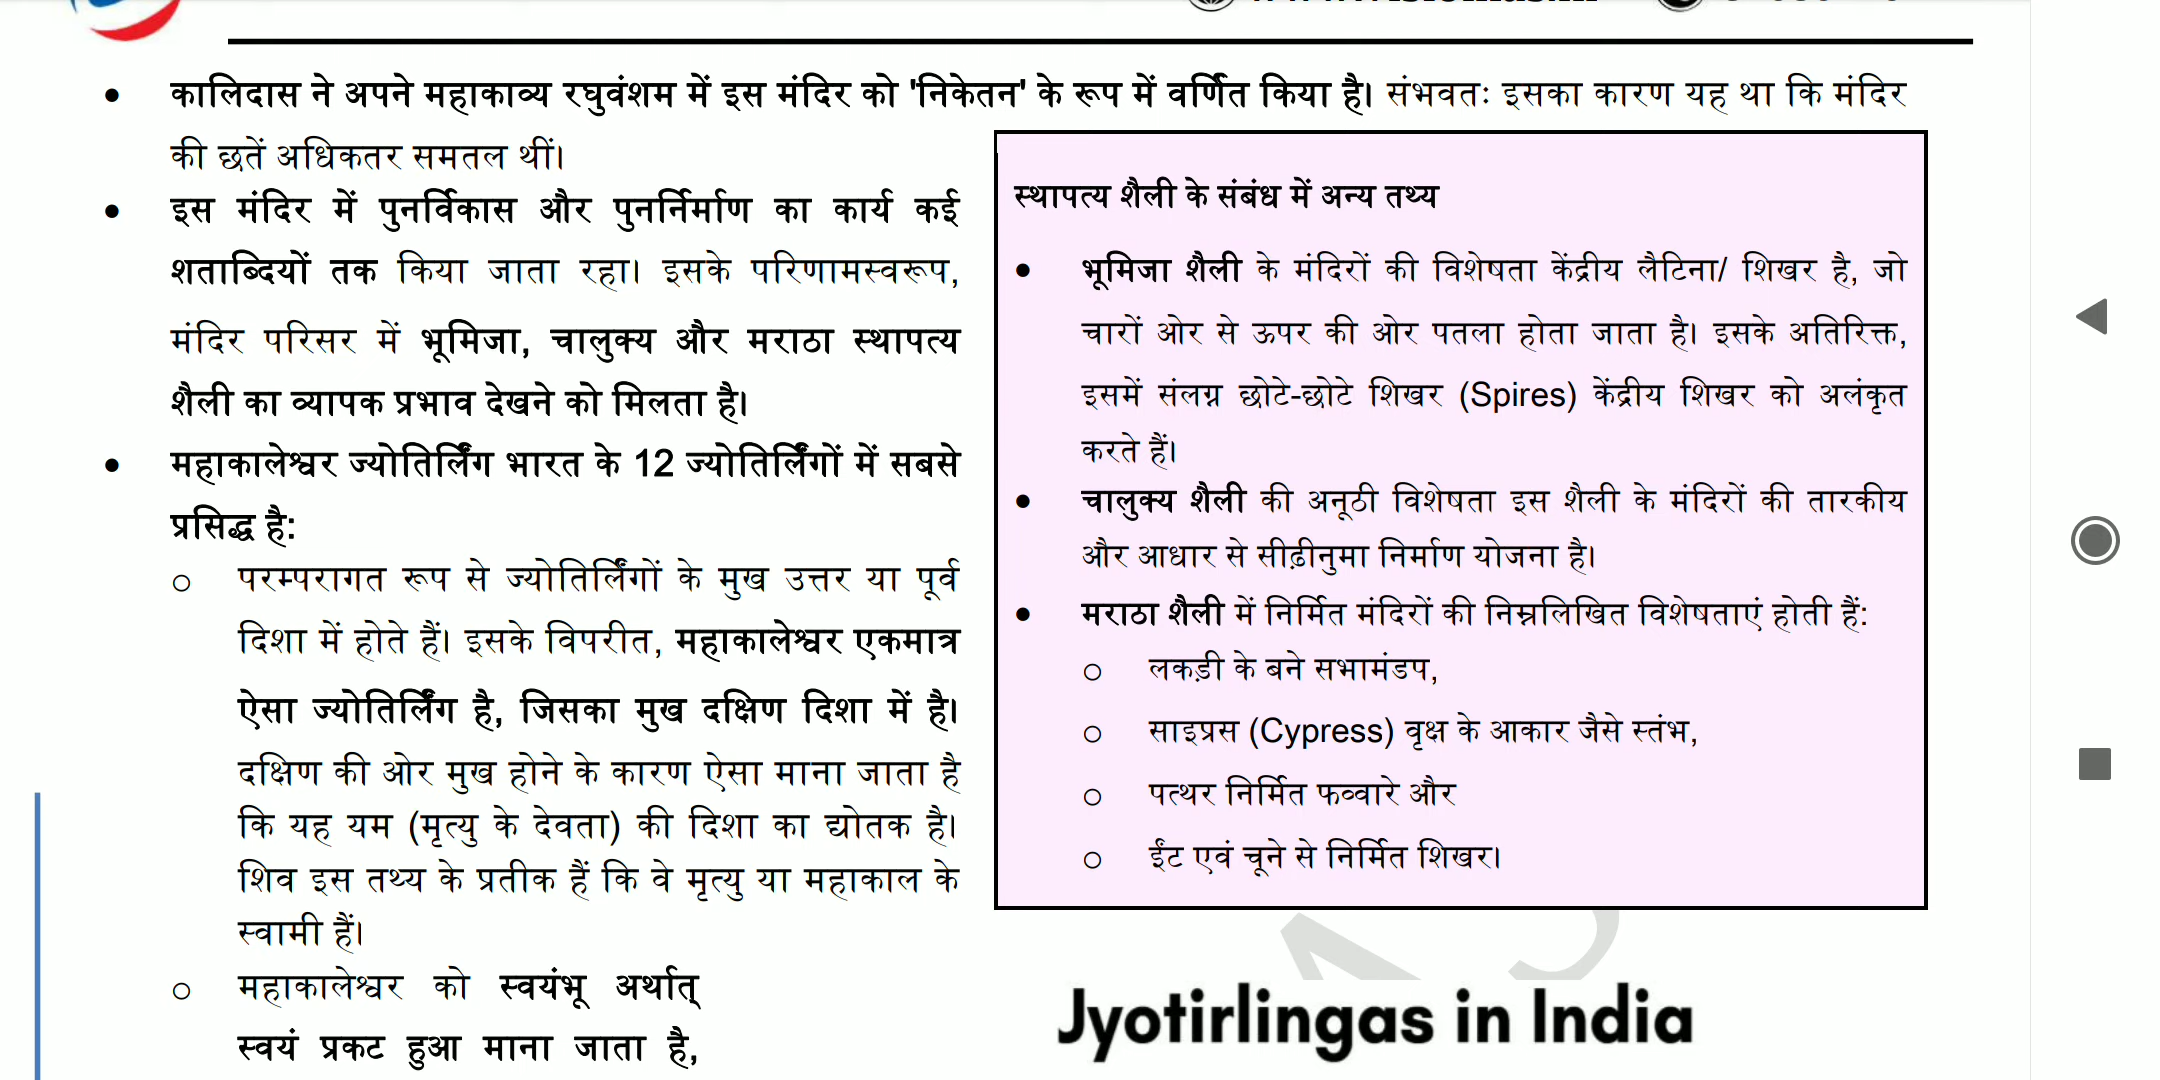 कालिदास ने अपने महाकाव्य रघुवंशम में इस मंदिर को 'निकेतन' के रूप में वर्णित किया है। संभवतः इसका कारण यह था कि मंदिर
की छतें अधिकतर समतल थीं।
इस मंदिर में पुनर्विकास और पुनर्निर्माण का कार्य कई
शताब्दियों तक किया जाता रहा। इसके परिणामस्वरूप,
मंदिर परिसर में भूमिजा, चालुक्य और मराठा स्थापत्य
शैली का व्यापक प्रभाव देखने को मिलता है।
महाकालेश्वर ज्योतिर्लिंग भारत के 12 ज्योतिर्लिंगों में सबसे
प्रसिद्ध है:
परम्परागत रूप से ज्योतिर्लिंगों के मुख उत्तर या पूर्व
दिशा में होते हैं। इसके विपरीत, महाकालेश्वर एकमात्र
ऐसा ज्योतिर्लिंग है, जिसका मुख दक्षिण दिशा में है।
दक्षिण की ओर मुख होने के कारण ऐसा माना जाता है
कि यह यम (मृत्यु के देवता) की दिशा का द्योतक है।
शिव इस तथ्य के प्रतीक हैं कि वे मृत्यु या महाकाल के
स्वामी हैं।
महाकालेश्वर को स्वयंभू अर्थात्
स्वयं प्रकट हुआ माना जाता है,
स्थापत्य शैली के संबंध में अन्य तथ्य
भूमिजा शैली के मंदिरों की विशेषता केंद्रीय लैटिना/ शिखर है, जो
चारों ओर से ऊपर की ओर पतला होता जाता है। इसके अतिरिक्त,
इसमें संलग्न छोटे-छोटे शिखर (Spires) केंद्रीय शिखर को अलंकृत
करते हैं।
चालुक्य शैली की अनूठी विशेषता इस शैली के मंदिरों की तारकीय
और आधार से सीढ़ीनुमा निर्माण योजना है।
मराठा शैली में निर्मित मंदिरों की निम्नलिखित विशेषताएं होती हैं:
लकड़ी के बने सभामंडप,
साइप्रस (Cypress) वृक्ष के आकार जैसे स्तंभ,
पत्थर निर्मित फव्वारे और
ईंट एवं चूने से निर्मित शिखर।
Jyotirlingas in India